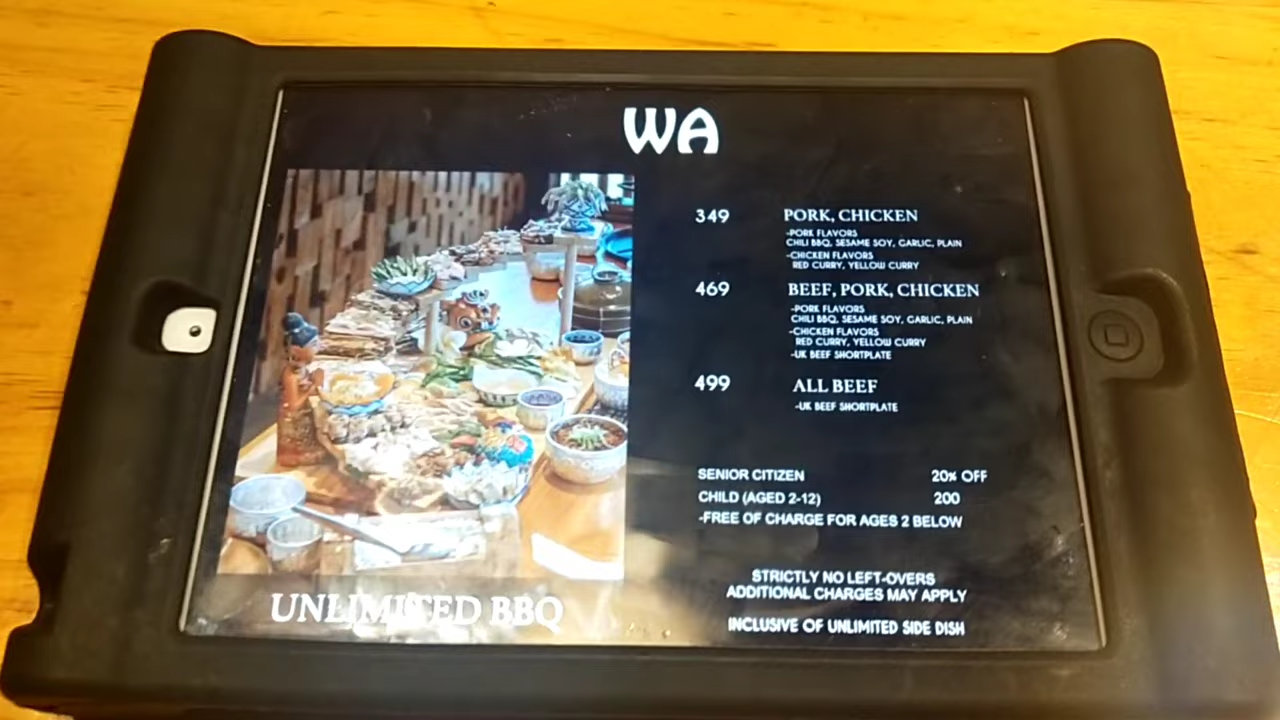 WA
349 PORK, CHICKEN
-PORK FLAVORS
CHILI BBQ, SESAME SOY, GARLIC, PLAIN
-CHICKEN FLAVORS
RED CURRY, YELLOW CURRY
469 BEEF, PORK, CHICKEN
-PORK FLAVORS
CHILI BBQ, SESAME SOY, GARLIC, PLAIN
-CHICKEN FLAVORS
RED CURRY, YELLOW CURRY
-UK BEEF SHORTPLATE
499 ALL BEEF
-UK BEEF SHORTPLATE
SENIOR CITIZEN 20% OFF
CHILD (AGED 2-12) 200
-FREE OF CHARGE FOR AGES 2 BELOW
STRICTLY NO LEFT-OVERS
ADDITIONAL CHARGES MAY APPLY
INCLUSIVE OF UNLIMITED SIDE DISH
UNLIMITED BBQ